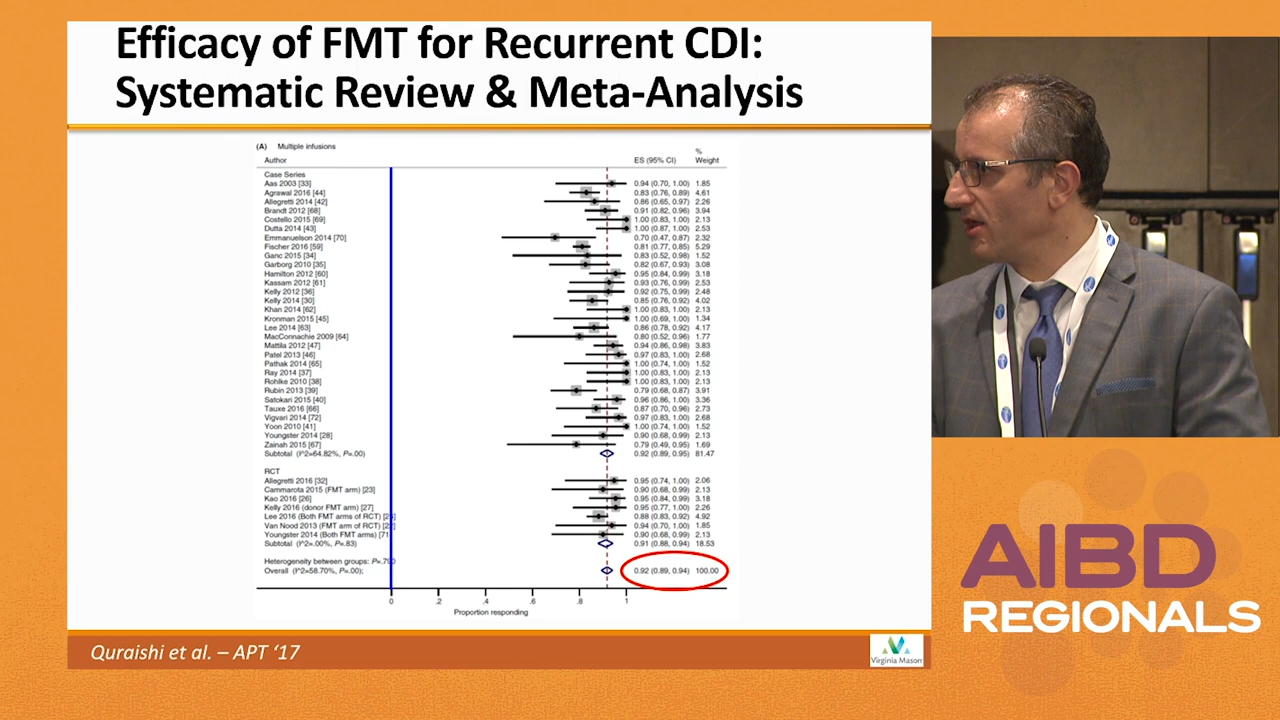 Efficacy of FMT for Recurrent CDI:
Systematic Review & Meta-Analysis
(A) Multiple infusions
Author ES (95% CI) % Weight
Case Series
Aas 2003 [33] 0.94 (0.70, 1.00) 1.85
Agrawal 2016 [44] 0.83 (0.76, 0.89) 4.61
Allegretti 2014 [42] 0.86 (0.65, 0.97) 2.26
Brandt 2012 [68] 0.91 (0.82, 0.96) 3.94
Costello 2015 [69] 1.00 (0.83, 1.00) 2.13
Dutta 2014 [43] 1.00 (0.87, 1.00) 2.53
Emmanuelson 2014 [70] 0.70 (0.47, 0.87) 2.32
Fischer 2016 [59] 0.81 (0.77, 0.85) 5.29
Ganc 2015 [34] 0.83 (0.52, 0.98) 1.52
Garborg 2010 [35] 0.82 (0.67, 0.93) 3.08
Hamilton 2012 [60] 0.95 (0.84, 0.99) 3.18
Kassam 2012 [61] 0.93 (0.76, 0.99) 2.53
Kelly 2012 [36] 0.92 (0.75, 0.99) 2.48
Kelly 2014 [30] 0.85 (0.76, 0.92) 4.02
Khan 2014 [62] 1.00 (0.83, 1.00) 2.13
Kronman 2015 [45] 1.00 (0.69, 1.00) 1.34
Lee 2014 [63] 0.86 (0.78, 0.92) 4.17
MacConnachie 2009 [64] 0.80 (0.52, 0.96) 1.77
Mattila 2012 [47] 0.94 (0.86, 0.98) 3.83
Patel 2013 [46] 0.97 (0.83, 1.00) 2.68
Pathak 2014 [65] 1.00 (0.74, 1.00) 1.52
Ray 2014 [37] 1.00 (0.83, 1.00) 2.13
Rohlke 2010 [38] 1.00 (0.83, 1.00) 2.13
Rubin 2013 [39] 0.79 (0.68, 0.87) 3.91
Satokari 2015 [40] 0.96 (0.86, 1.00) 3.36
Tauxe 2016 [66] 0.87 (0.70, 0.96) 2.73
Vigvari 2014 [72] 0.97 (0.83, 1.00) 2.68
Yoon 2010 [41] 1.00 (0.74, 1.00) 1.52
Youngster 2014 [28] 0.90 (0.68, 0.99) 2.13
Zainah 2015 [67] 0.79 (0.49, 0.95) 1.69
Subtotal (I^2=64.82%, P=.00) 0.92 (0.89, 0.95) 81.47
RCT
Allegretti 2016 [32] 0.95 (0.74, 1.00) 2.06
Cammarota 2015 (FMT arm) [23] 0.90 (0.68, 0.99) 2.13
Kao 2016 [26] 0.95 (0.84, 0.99) 3.18
Kelly 2016 (donor FMT arm) [27] 0.95 (0.77, 1.00) 2.26
Lee 2016 (Both FMT arms of RCT) 0.88 (0.83, 0.92) 4.92
Van Nood 2013 (FMT arm of RCT) 0.94 (0.70, 1.00) 1.85
Youngster 2014 (Both FMT arms) [71 0.90 (0.68, 0.99) 2.13
Subtotal (I^2=.00%, P=.83) 0.91 (0.88, 0.94) 18.53
Heterogeneity between groups:
Overall (I^2=58.70%, P=.00); 0.92 (0.89, 0.94) 100.00
0 .2 .4 .6 .8 1
Proportion responding
Quraishi et al. – APT ‘17
Virginia Mason
AIBD
REGIONALS